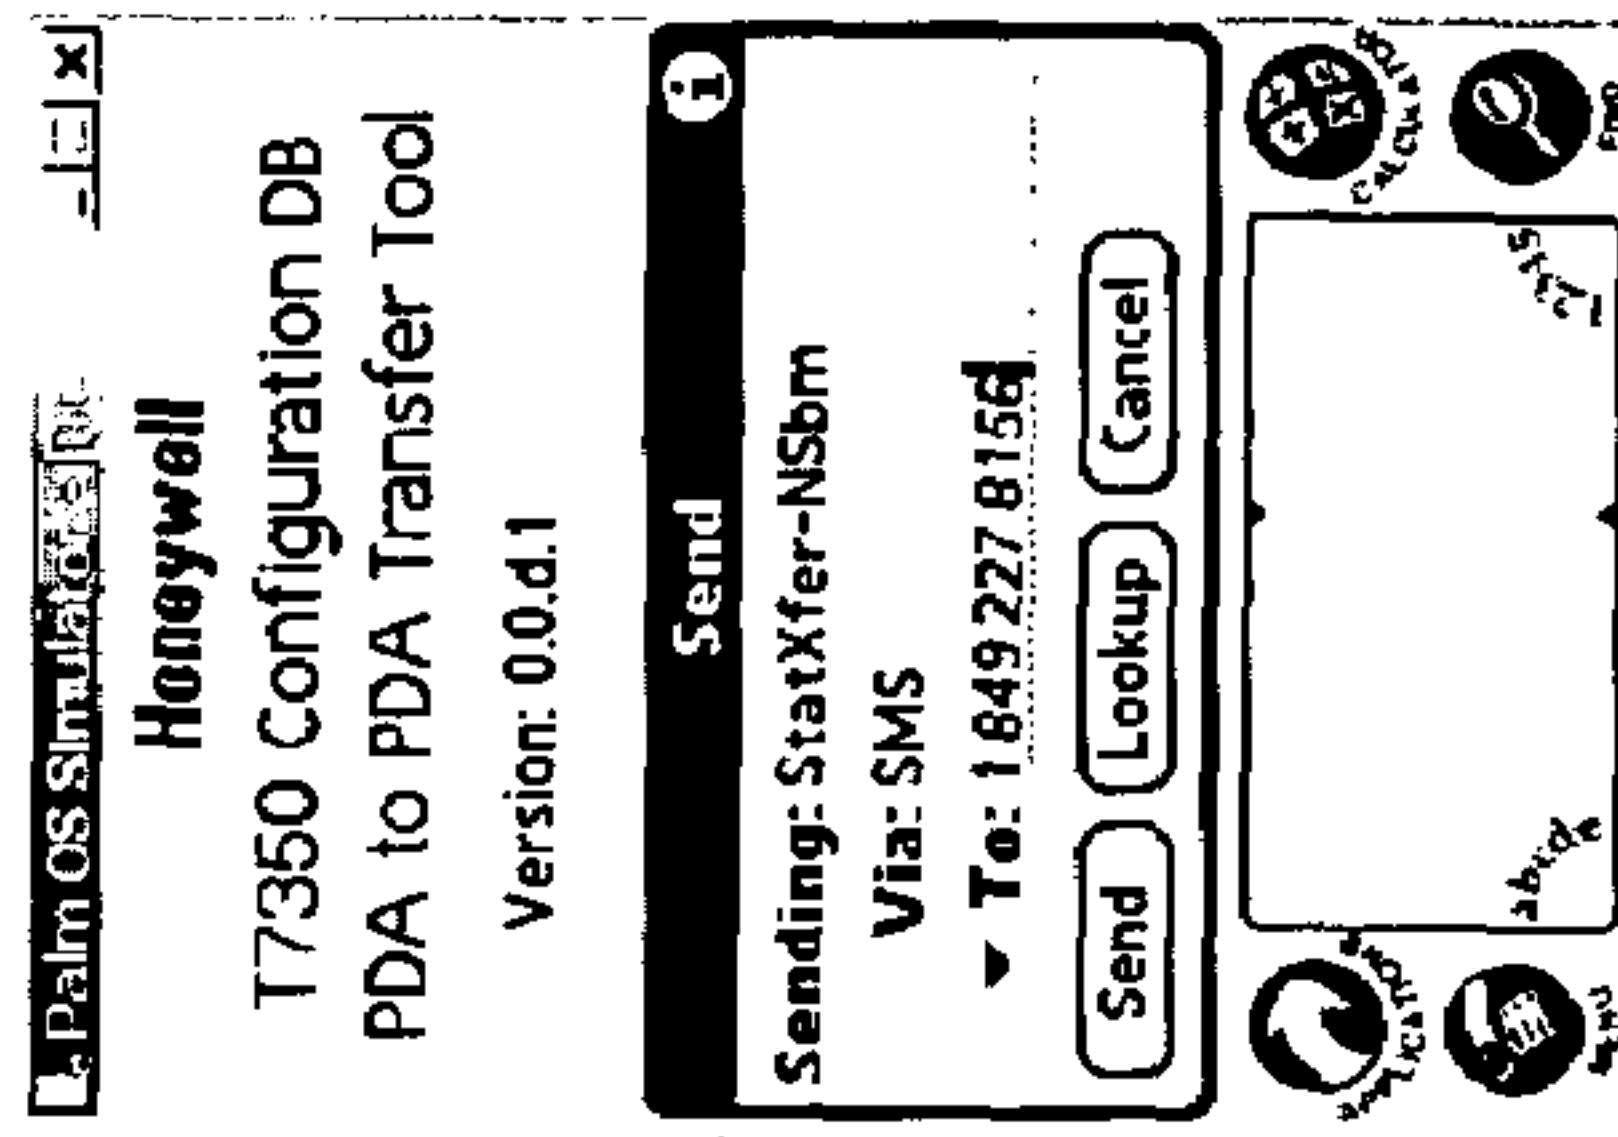 Palm OS Simulator
Honeywell
T7350 Configuration DB
PDA to PDA Transfer Tool
Version: 0.0.d.1
Send
i
Sending: StatXfer-NSbm
Via: SMS
To: 1 849 227 8156
Send Lookup Cancel
APPLICATIONS
CALCULATOR
MENU
abcde
12345
FIND